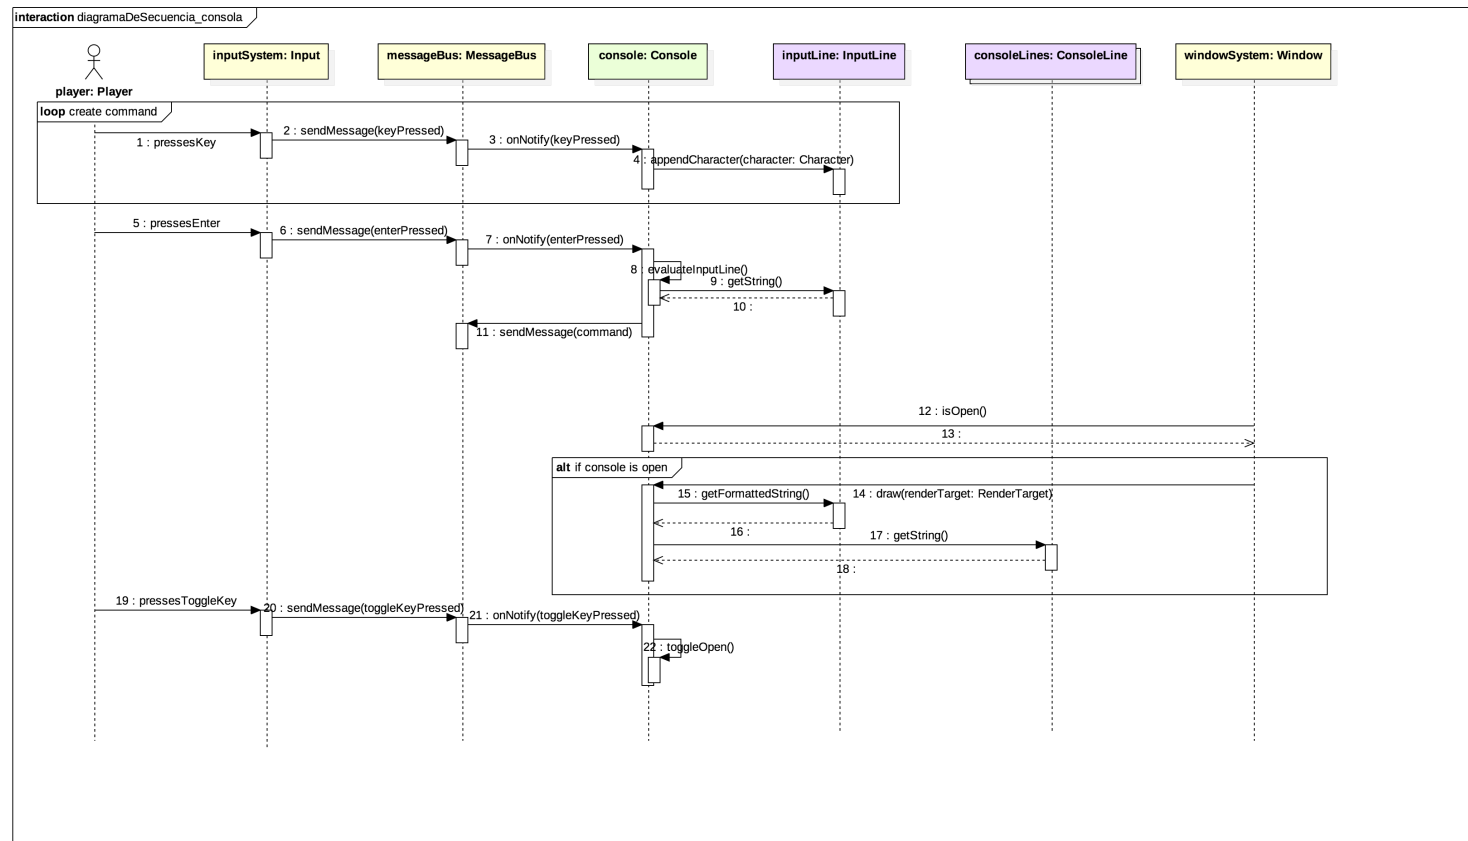 interaction diagramaDeSecuencia_consola
player: Player
inputSystem: Input
messageBus: MessageBus
console: Console
inputLine: InputLine
consoleLines: ConsoleLine
windowSystem: Window
loop create command
1 : pressesKey
2 : sendMessage(keyPressed)
3 : onNotify(keyPressed)
4 : appendCharacter(character: Character)
5 : pressesEnter
6 : sendMessage(enterPressed)
7 : onNotify(enterPressed)
8 : evaluateInputLine()
9 : getString()
10 :
11 : sendMessage(command)
12 : isOpen()
13 :
alt if console is open
14 : draw(renderTarget: RenderTarget)
15 : getFormattedString()
16 :
17 : getString()
18 :
19 : pressesToggleKey
20 : sendMessage(toggleKeyPressed)
21 : onNotify(toggleKeyPressed)
22 : toggleOpen()